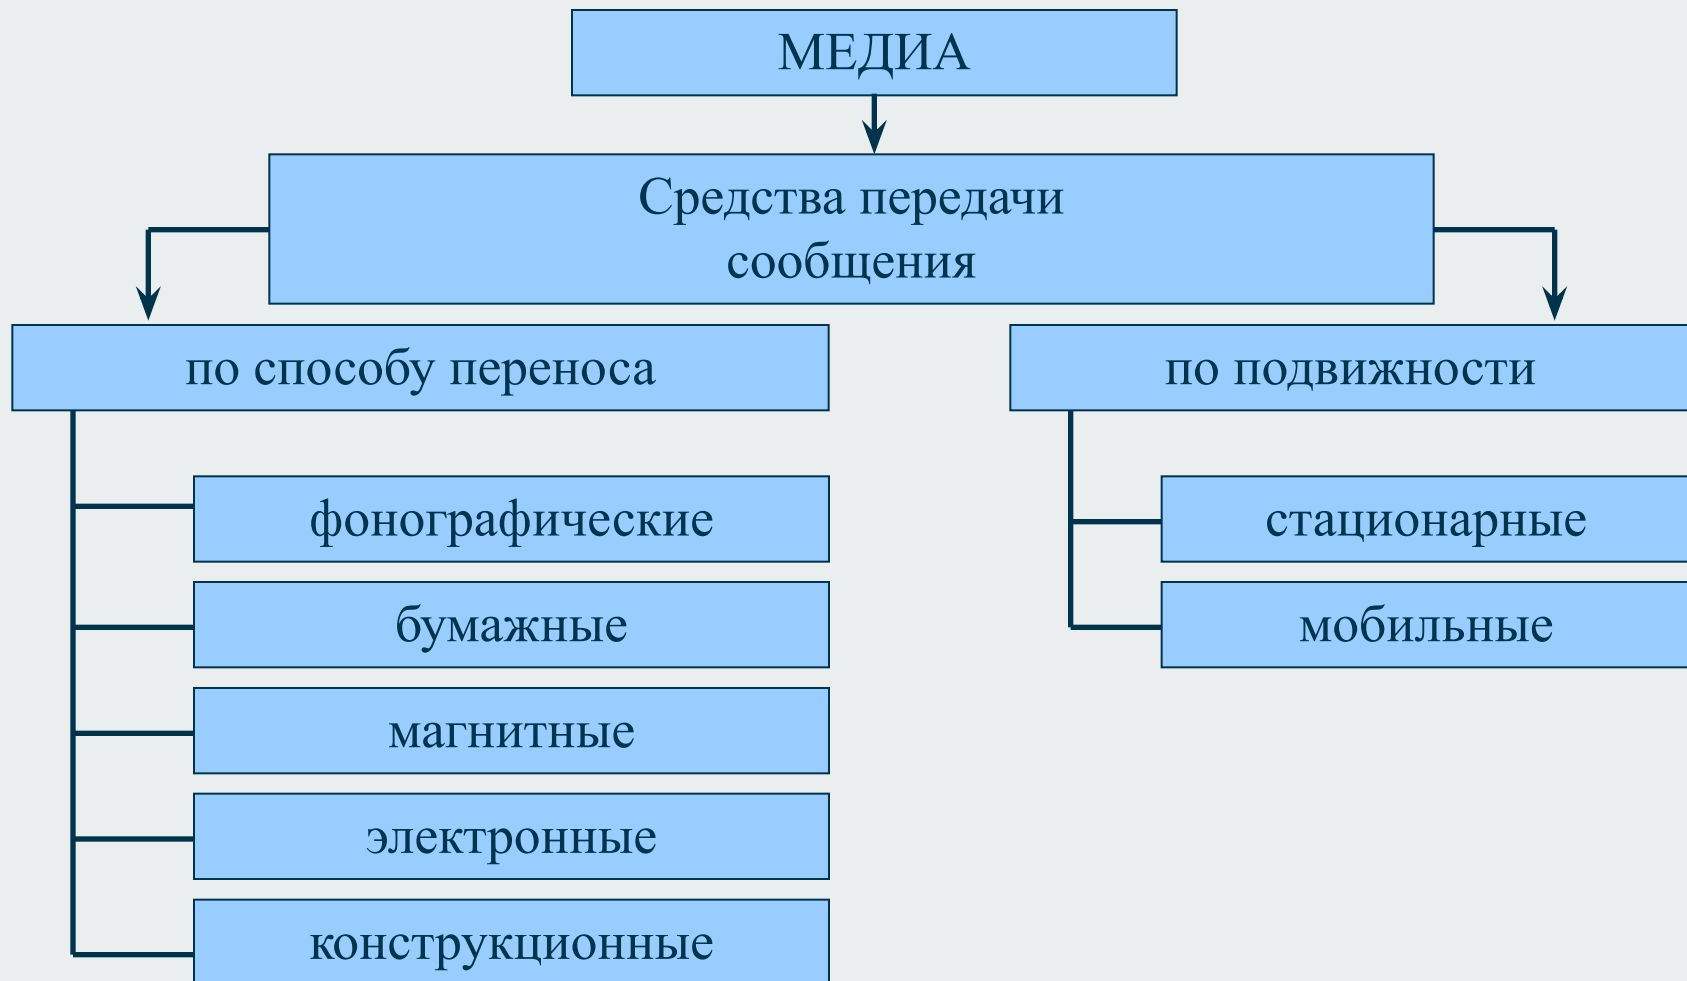 МЕДИА
Средства передачи
сообщения
по способу переноса
по подвижности
фонографические
бумажные
магнитные
электронные
конструкционные
стационарные
мобильные